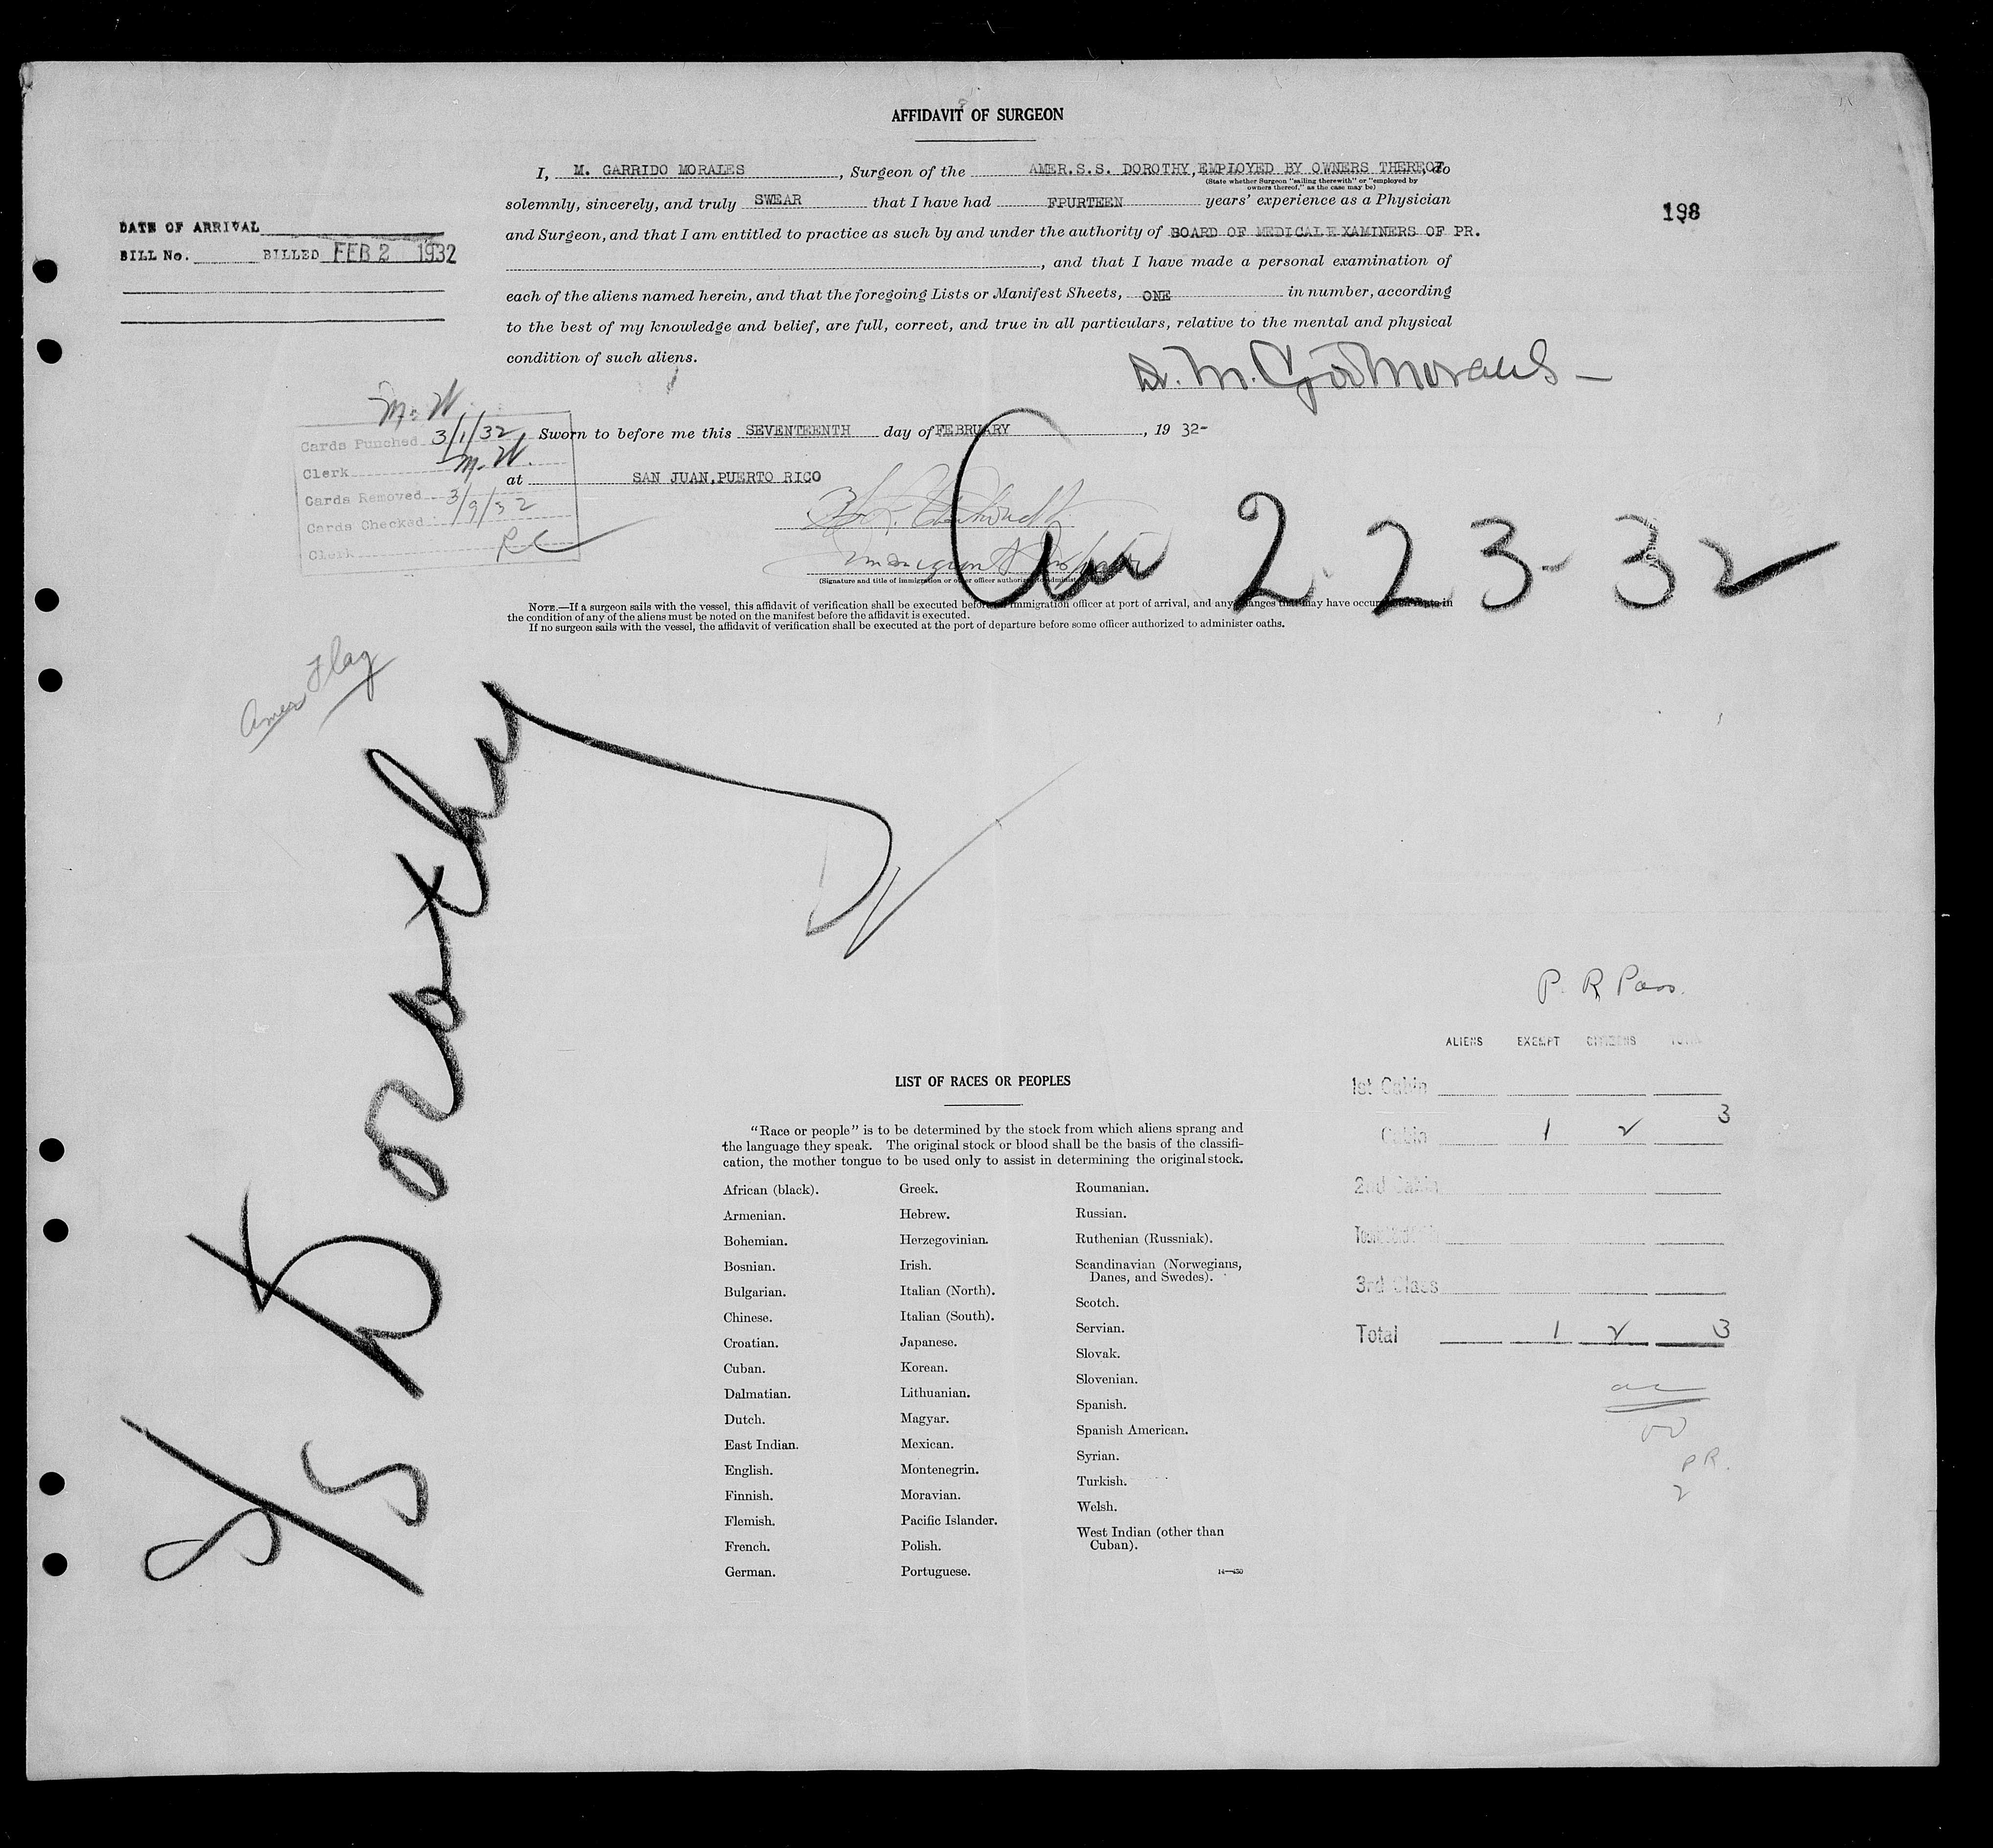 AFFIDAVIT OF SURGEON
I, M. GARRIDO MORALES, Surgeon of the AMER.S.S. DOROTHY, EMPLOYED BY OWNERS THEREOF, do
(State whether Surgeon "sailing therewith" or "employed by
owners thereof," as the case may be)
solemnly, sincerely, and truly SWEAR that I have had FPURTEEN years' experience as a Physician
198
and Surgeon, and that I am entitled to practice as such by and under the authority of BOARD OF MEDICAL EXAMINERS OF PR.
DATE OF ARRIVAL
BILL No. BILLED FEB 2 1932
, and that I have made a personal examination of
each of the aliens named herein, and that the foregoing Lists or Manifest Sheets, ONE in number, according
to the best of my knowledge and belief, are full, correct, and true in all particulars, relative to the mental and physical
condition of such aliens.
Dr. M. Gdo Morales
M. W.
Cards Punched 3/1/32
Clerk M. W.
Cards Removed 3/9/32
Cards Checked
Clerk RC
Sworn to before me this SEVENTEENTH day of FEBRUARY, 19 32-
at SAN JUAN, PUERTO RICO
Arr 2-23-32
(Signature and title of immigration or other officer authorized to administer oaths)
NOTE.—If a surgeon sails with the vessel, this affidavit of verification shall be executed before an immigration officer at port of arrival, and any changes that may have occurred en route in
the condition of any of the aliens must be noted on the manifest before the affidavit is executed.
If no surgeon sails with the vessel, the affidavit of verification shall be executed at the port of departure before some officer authorized to administer oaths.
Amer Flag
S/S Dorothy
P. R Pass.
ALIENS EXEMPT CITIZENS TOTAL
1st Cabin
Cabin 1 2 3
2nd Cabin
3rd Class
Total 1 2 3
PR.
2
LIST OF RACES OR PEOPLES
"Race or people" is to be determined by the stock from which aliens sprang and
the language they speak. The original stock or blood shall be the basis of the classifi-
cation, the mother tongue to be used only to assist in determining the original stock.
African (black).
Armenian.
Bohemian.
Bosnian.
Bulgarian.
Chinese.
Croatian.
Cuban.
Dalmatian.
Dutch.
East Indian.
English.
Finnish.
Flemish.
French.
German.
Greek.
Hebrew.
Herzegovinian.
Irish.
Italian (North).
Italian (South).
Japanese.
Korean.
Lithuanian.
Magyar.
Mexican.
Montenegrin.
Moravian.
Pacific Islander.
Polish.
Portuguese.
Roumanian.
Russian.
Ruthenian (Russniak).
Scandinavian (Norwegians,
Danes, and Swedes).
Scotch.
Servian.
Slovak.
Slovenian.
Spanish.
Spanish American.
Syrian.
Turkish.
Welsh.
West Indian (other than
Cuban).
14—430